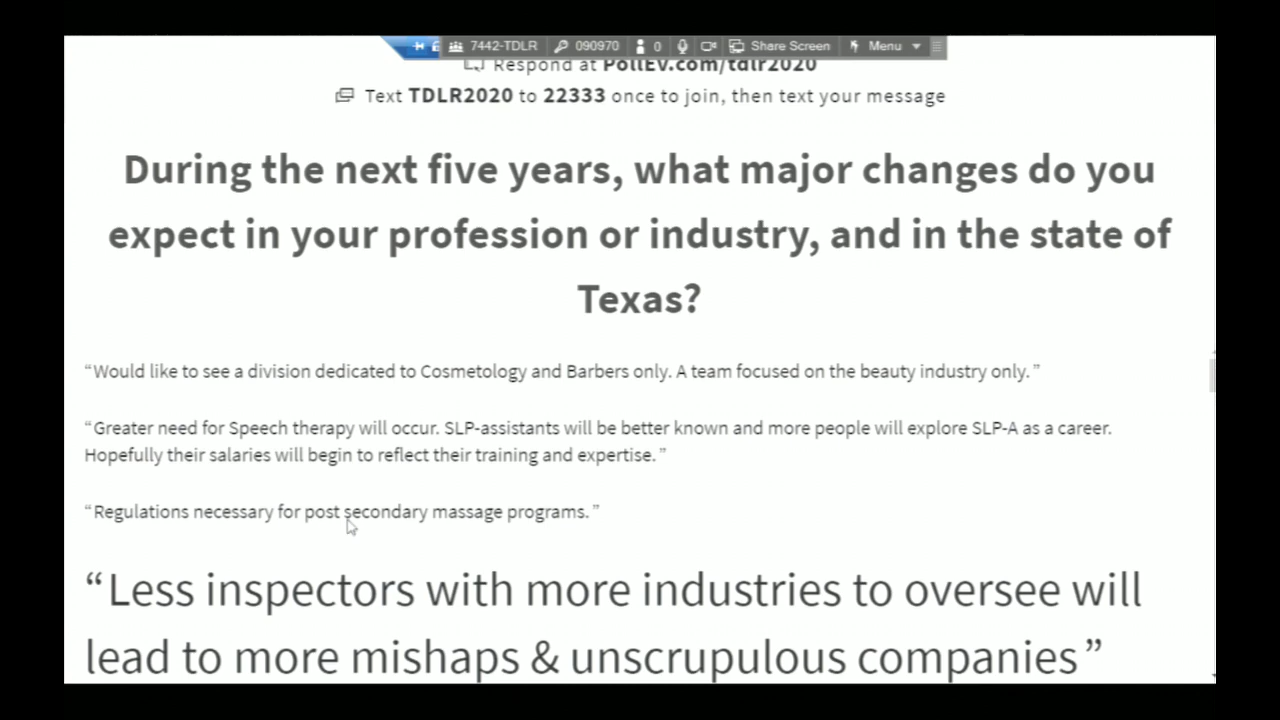 7442-TDLR 090970 0 Share Screen Menu
Respond at PollEv.com/tdlr2020
Text TDLR2020 to 22333 once to join, then text your message
During the next five years, what major changes do you
expect in your profession or industry, and in the state of
Texas?
“Would like to see a division dedicated to Cosmetology and Barbers only. A team focused on the beauty industry only.”
“Greater need for Speech therapy will occur. SLP-assistants will be better known and more people will explore SLP-A as a career.
Hopefully their salaries will begin to reflect their training and expertise.”
“Regulations necessary for post secondary massage programs.”
“Less inspectors with more industries to oversee will
lead to more mishaps & unscrupulous companies”